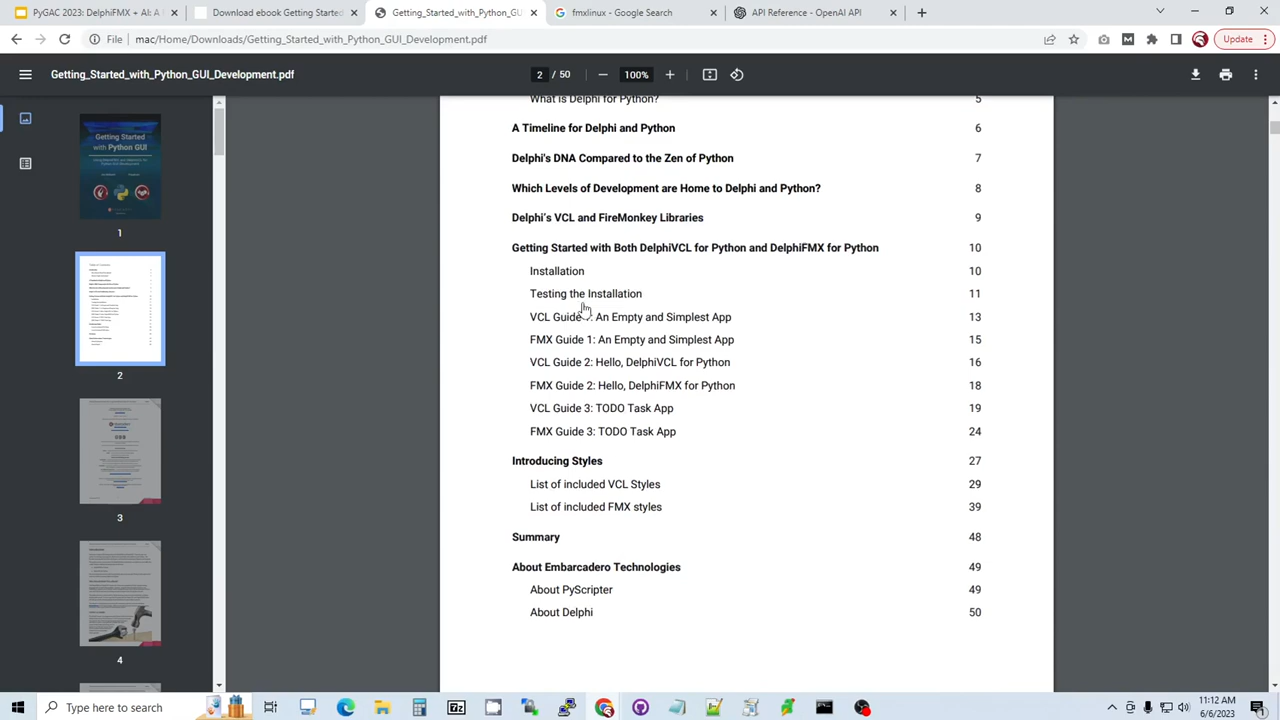 PyGAC 2023: DelphiFMX + AI: A
Download ebook Getting Started
Getting_Started_with_Python_GUI_
fmxlinux - Google Search
API Reference - OpenAI API
File
mac/Home/Downloads/Getting_Started_with_Python_GUI_Development.pdf
Update
Getting_Started_with_Python_GUI_Development.pdf
2 / 50
100%
Getting Started
with Python GUI
1
2
3
4
What is Delphi for Python? 5
A Timeline for Delphi and Python 6
Delphi's DNA Compared to the Zen of Python 7
Which Levels of Development are Home to Delphi and Python? 8
Delphi's VCL and FireMonkey Libraries 9
Getting Started with Both DelphiVCL for Python and DelphiFMX for Python 10
Installation 10
Testing the Installation 11
VCL Guide 1: An Empty and Simplest App 13
FMX Guide 1: An Empty and Simplest App 15
VCL Guide 2: Hello, DelphiVCL for Python 16
FMX Guide 2: Hello, DelphiFMX for Python 18
VCL Guide 3: TODO Task App 19
FMX Guide 3: TODO Task App 24
Introducing Styles 27
List of included VCL Styles 29
List of included FMX styles 39
Summary 48
About Embarcadero Technologies 49
About PyScripter 49
About Delphi 50
Type here to search
7z
11:12 AM
6/6/2023